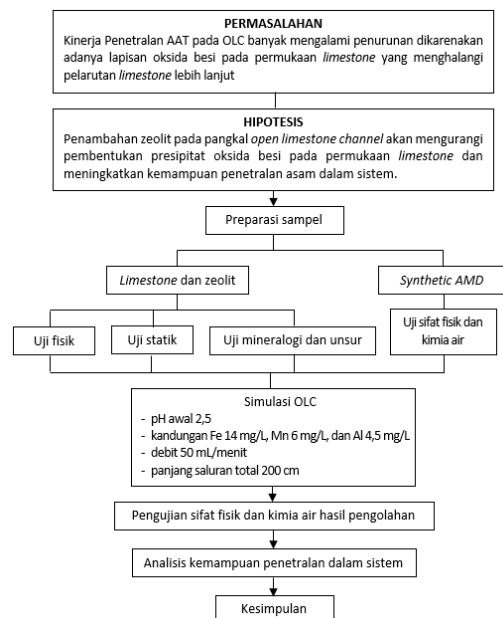 PERMASALAHAN
Kinerja Penetralan AAT pada OLC banyak mengalami penurunan dikarenakan
adanya lapisan oksida besi pada permukaan limestone yang menghalangi
pelarutan limestone lebih lanjut
HIPOTESIS
Penambahan zeolit pada pangkal open limestone channel akan mengurangi
pembentukan presipitat oksida besi pada permukaan limestone dan
meningkatkan kemampuan penetralan asam dalam sistem.
Preparasi sampel
Limestone dan zeolit
Synthetic AMD
Uji fisik
Uji statik
Uji mineralogi dan unsur
Uji sifat fisik dan
kimia air
Simulasi OLC
- pH awal 2,5
- kandungan Fe 14 mg/L, Mn 6 mg/L, dan Al 4,5 mg/L
- debit 50 mL/menit
- panjang saluran total 200 cm
Pengujian sifat fisik dan kimia air hasil pengolahan
Analisis kemampuan penetralan dalam sistem
Kesimpulan